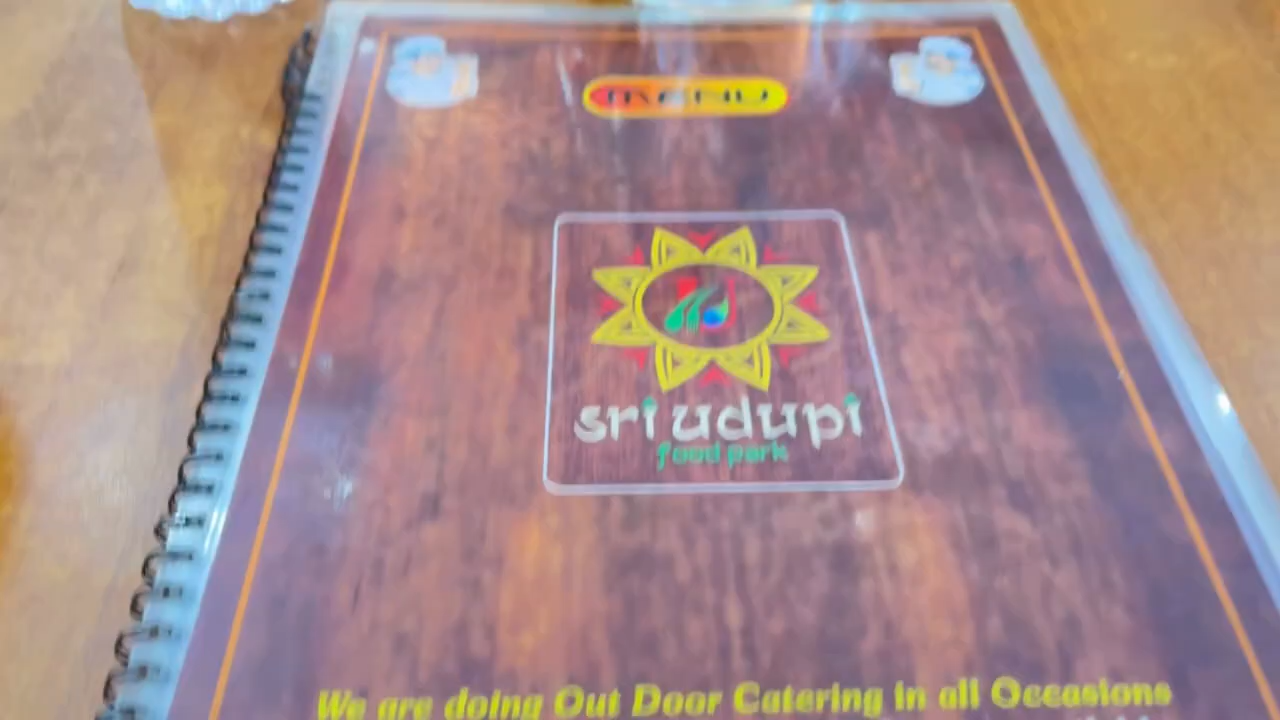 MENU
sri udupi
food park
We are doing Out Door Catering in all Occasions